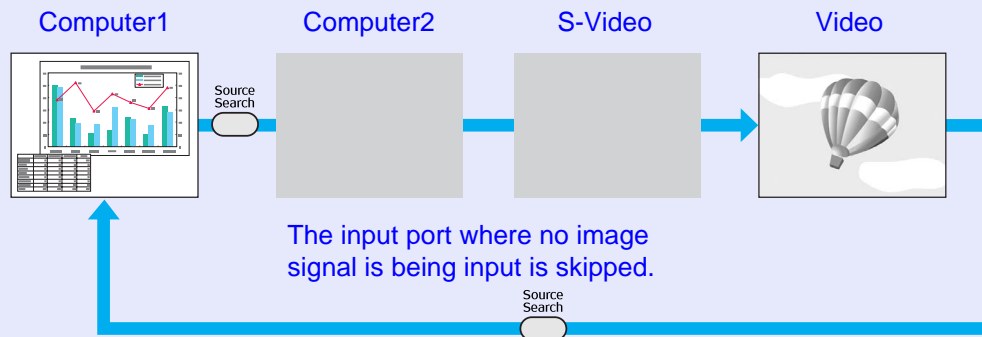 Computer1
Computer2
S-Video
Video
Source
Search
The input port where no image
signal is being input is skipped.
Source
Search